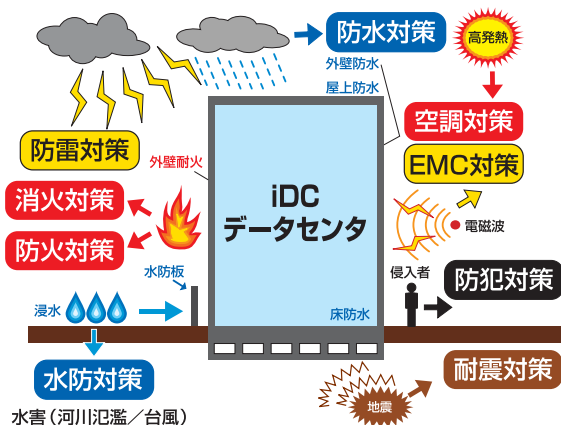 防水対策
高発熱
外壁防水
屋上防水
空調対策
防雷対策
EMC対策
外壁耐火
消火対策
iDC
データセンタ
電磁波
防火対策
水防板
侵入者
防犯対策
浸水
床防水
水防対策
耐震対策
地震
水害（河川氾濫／台風）